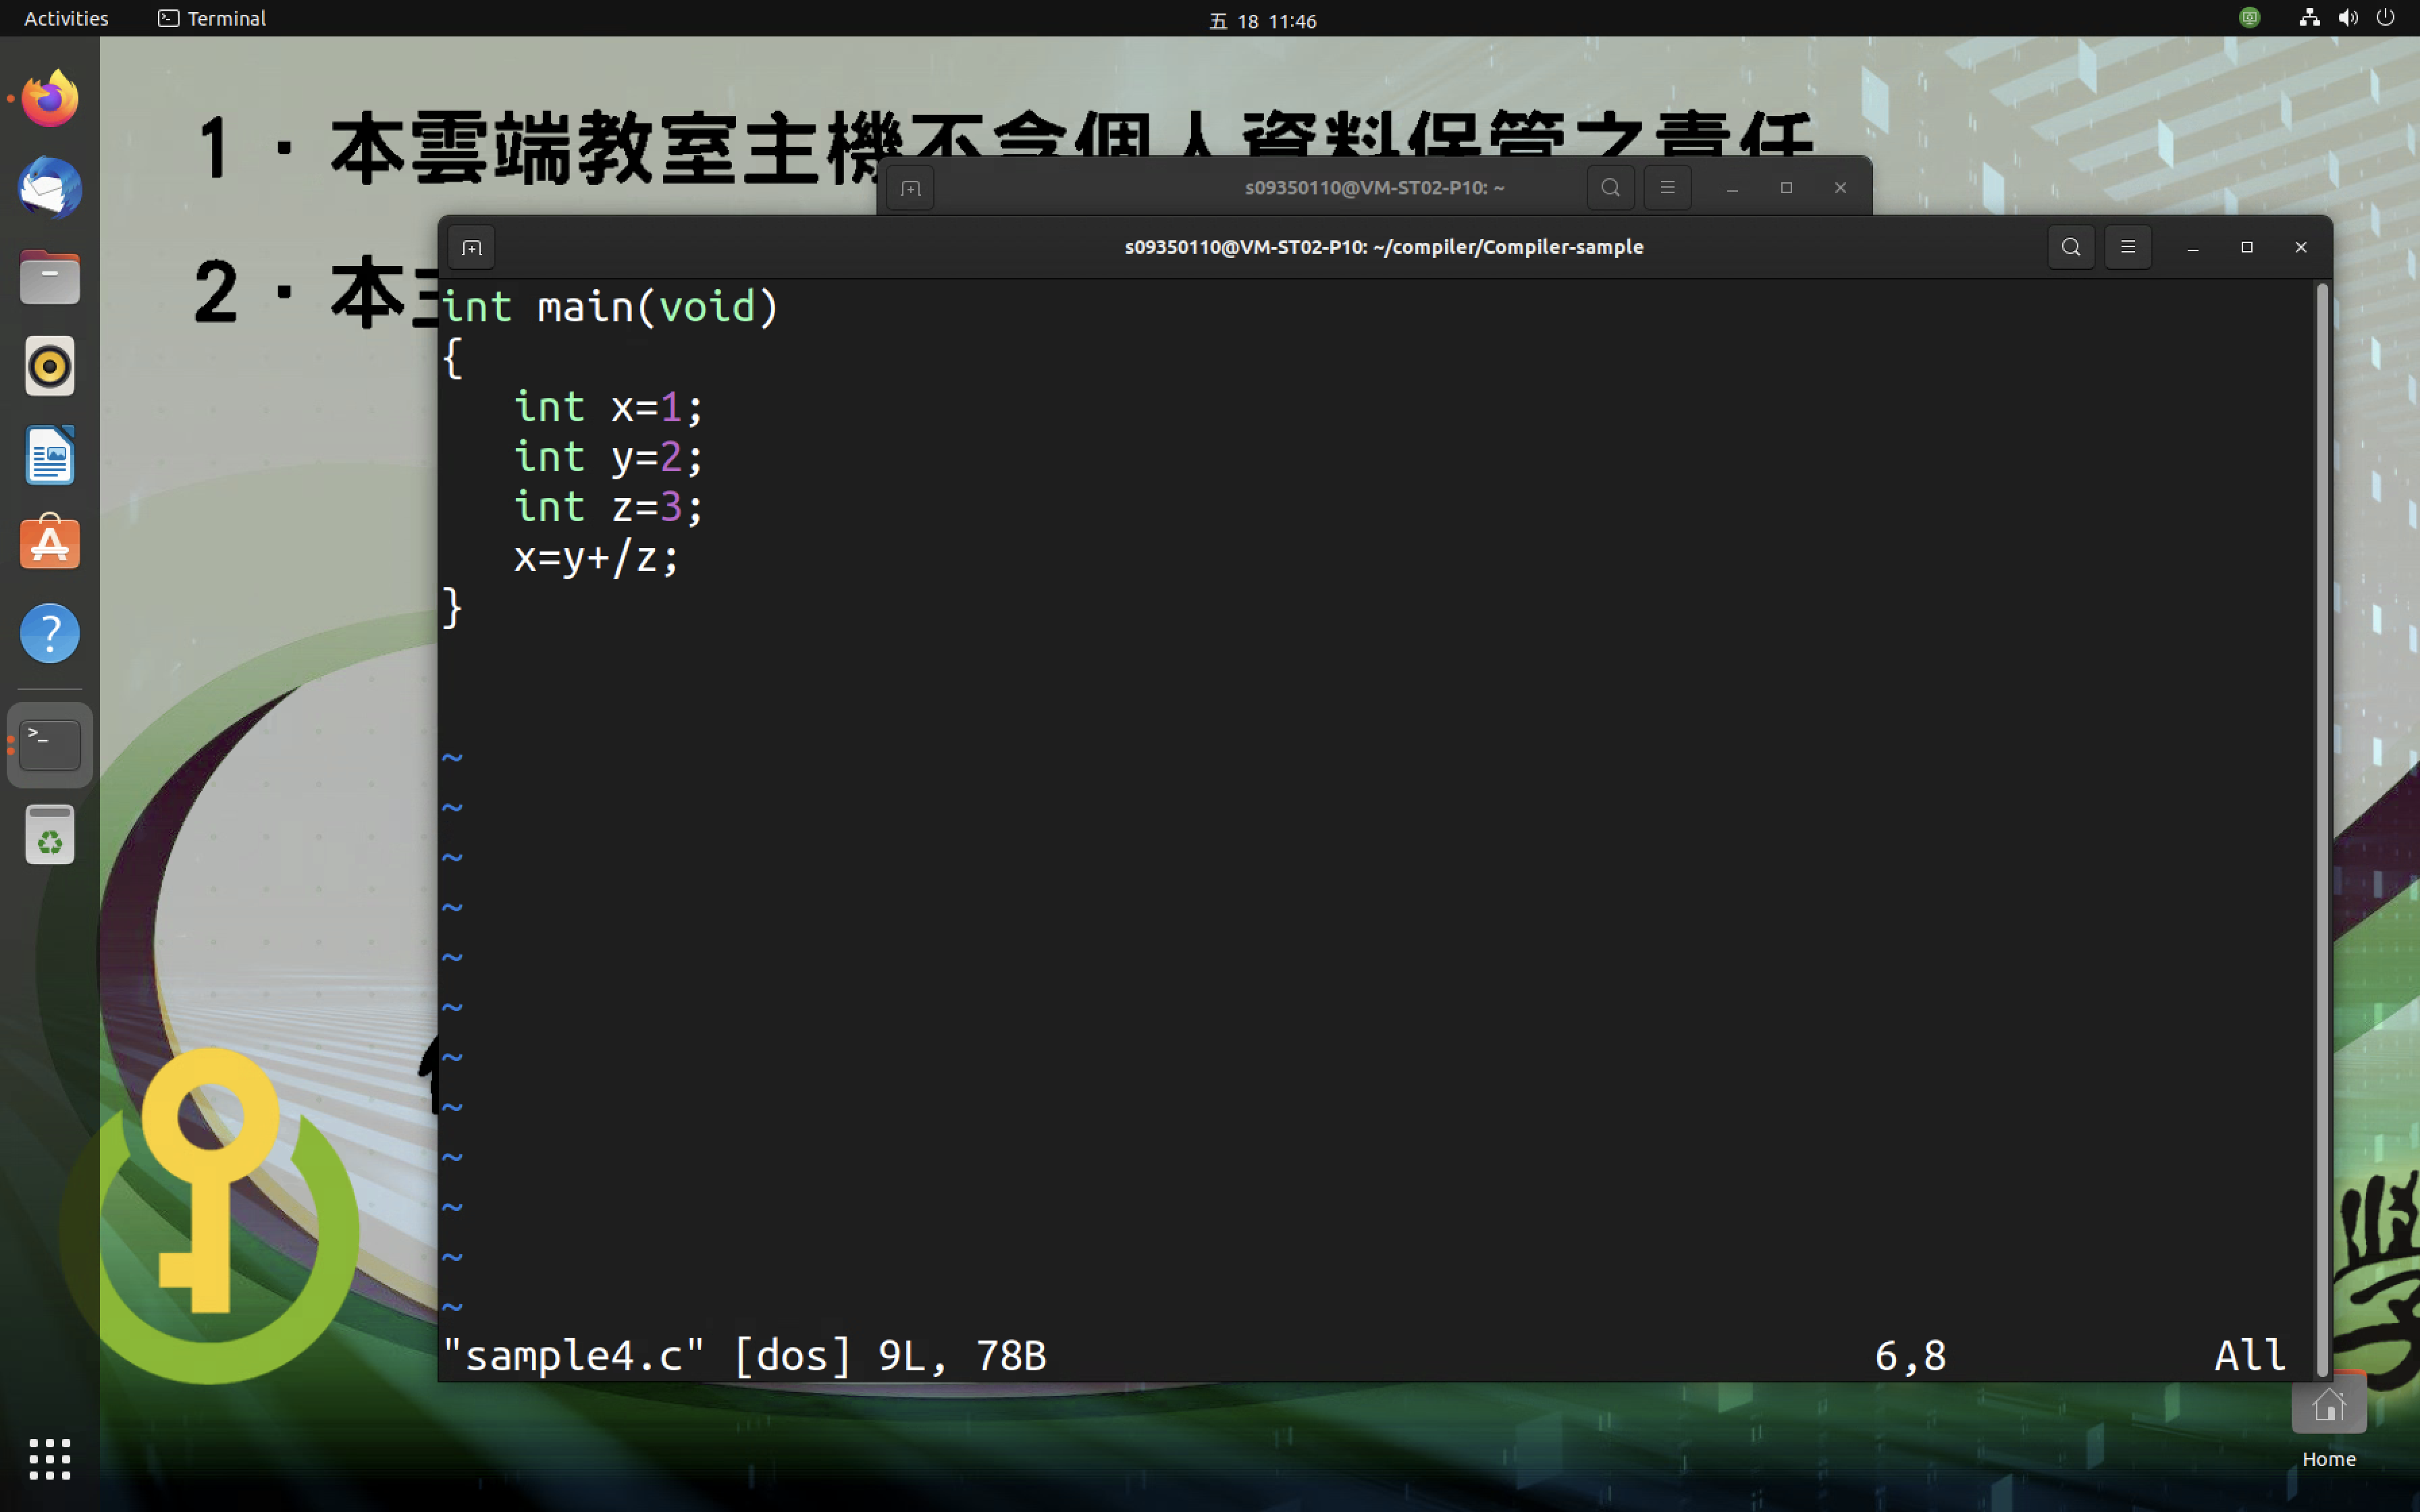 Activities Terminal 五 18 11:46
1．本雲端教室主機不含個人資料保管之責任
s09350110@VM-ST02-P10: ~
s09350110@VM-ST02-P10: ~/compiler/Compiler-sample
2．本
int main(void)
{
   int x=1;
   int y=2;
   int z=3;
   x=y+/z;
}
~
~
~
~
~
~
~
~
~
~
~
~
"sample4.c" [dos] 9L, 78B 6,8 All
Home